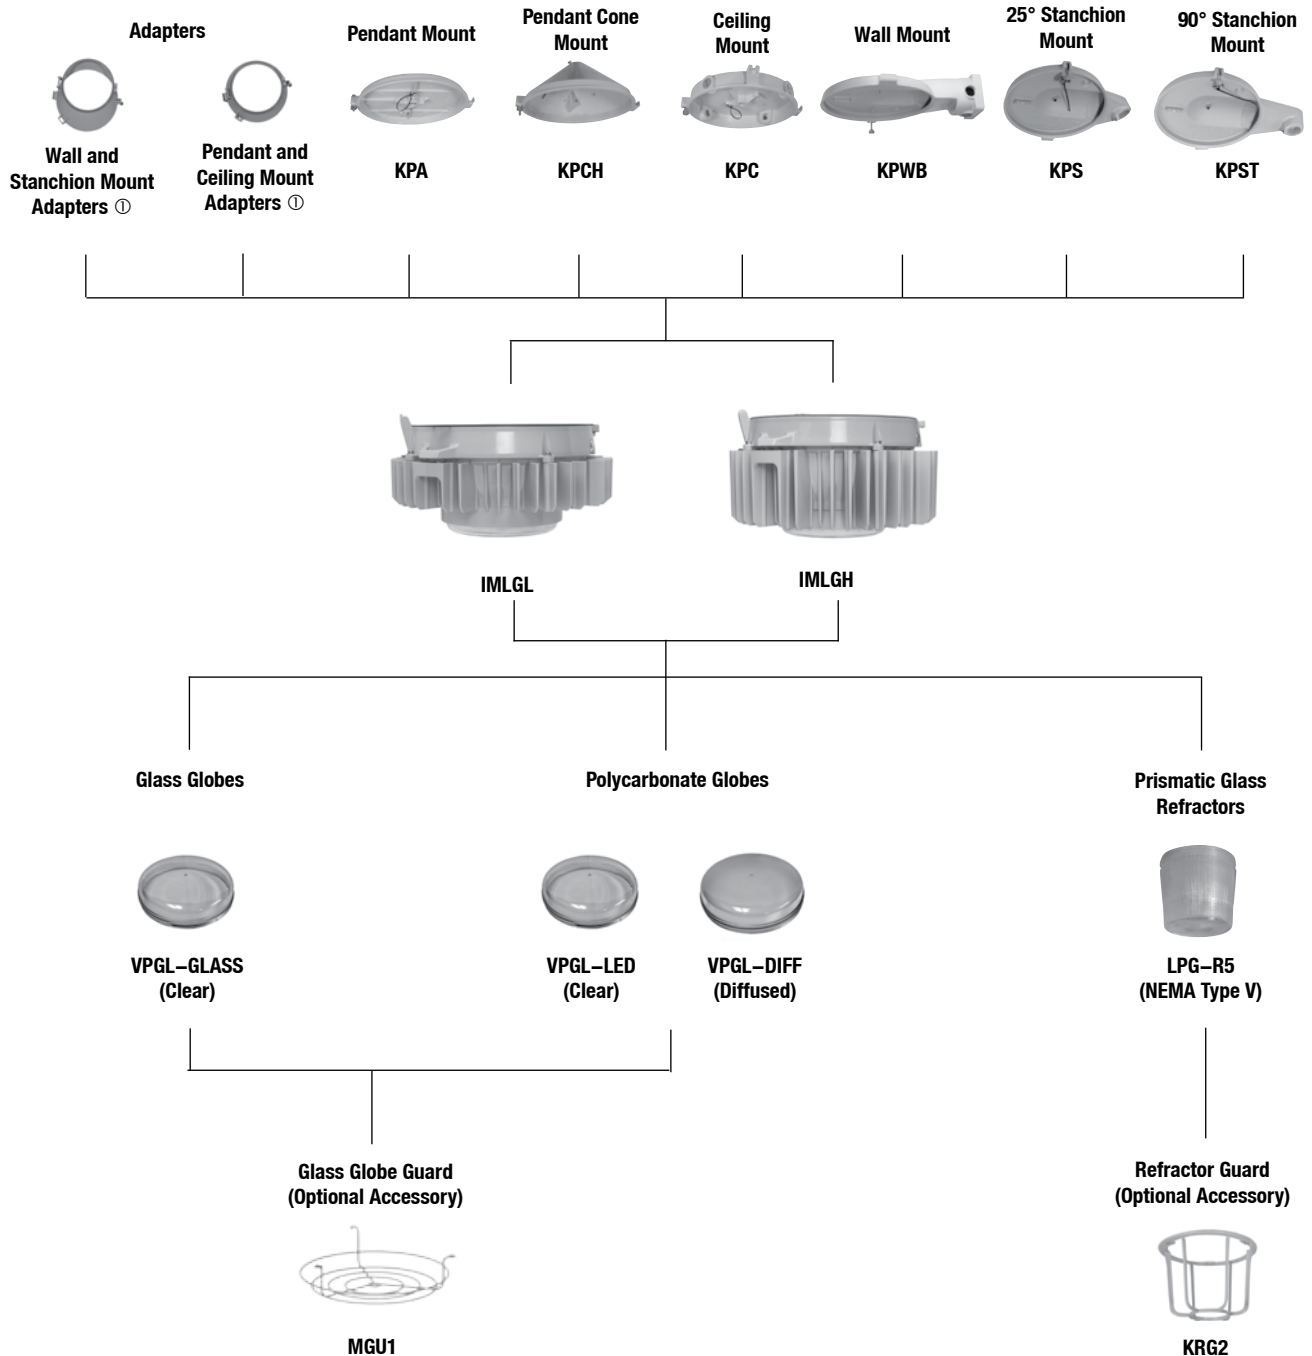 Adapters
Pendant Mount
Pendant Cone
Mount
Ceiling
Mount
Wall Mount
25° Stanchion
Mount
90° Stanchion
Mount
Wall and
Stanchion Mount
Adapters ①
Pendant and
Ceiling Mount
Adapters ①
KPA
KPCH
KPC
KPWB
KPS
KPST
IMLGL
IMLGH
Glass Globes
Polycarbonate Globes
Prismatic Glass
Refractors
VPGL–GLASS
(Clear)
VPGL–LED
(Clear)
VPGL–DIFF
(Diffused)
LPG–R5
(NEMA Type V)
Glass Globe Guard
(Optional Accessory)
Refractor Guard
(Optional Accessory)
MGU1
KRG2